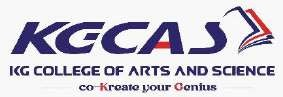 KGCAS
KG COLLEGE OF ARTS AND SCIENCE
co-Kreate your Genius